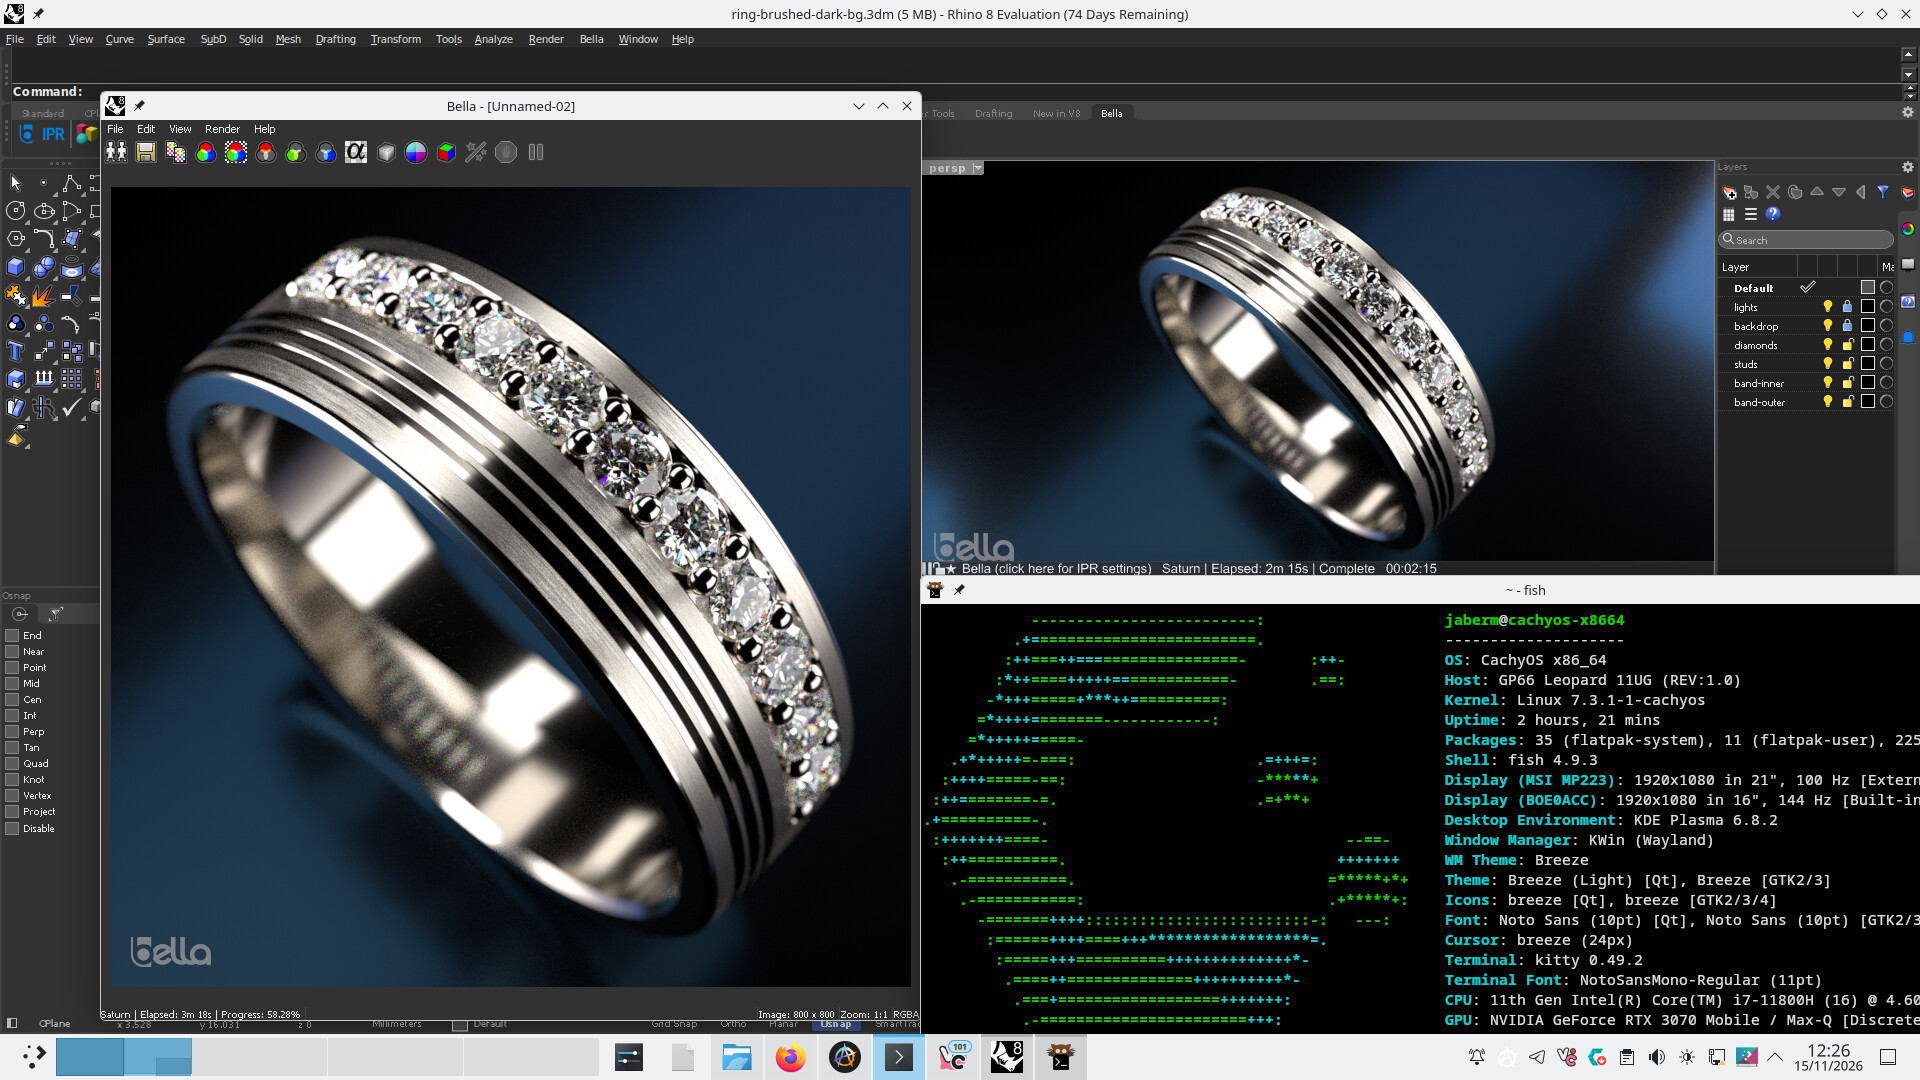 ring-brushed-dark-bg.3dm (5 MB) - Rhino 8 Evaluation (74 Days Remaining)
File Edit View Curve Surface SubD Solid Mesh Drafting Transform Tools Analyze Render Bella Window Help
Command:
Standard
Tools Drafting New in V8 Bella
IPR
Bella - [Unnamed-02]
File Edit View Render Help
α
persp
Layers
Search
Layer
Default
lights
backdrop
diamonds
studs
band-inner
band-outer
bella
bella
Bella (click here for IPR settings) Saturn | Elapsed: 2m 15s | Complete 00:02:15
Osnap
End
Near
Point
Mid
Cen
Int
Perp
Tan
Quad
Knot
Vertex
Project
Disable
~ - fish
jaberm@cachyos-x8664
--------------------
OS: CachyOS x86_64
Host: GP66 Leopard 11UG (REV:1.0)
Kernel: Linux 7.3.1-1-cachyos
Uptime: 2 hours, 21 mins
Packages: 35 (flatpak-system), 11 (flatpak-user), 225
Shell: fish 4.9.3
Display (MSI MP223): 1920x1080 in 21", 100 Hz [Extern
Display (BOE0ACC): 1920x1080 in 16", 144 Hz [Built-in
Desktop Environment: KDE Plasma 6.8.2
Window Manager: KWin (Wayland)
WM Theme: Breeze
Theme: Breeze (Light) [Qt], Breeze [GTK2/3]
Icons: breeze [Qt], breeze [GTK2/3/4]
Font: Noto Sans (10pt) [Qt], Noto Sans (10pt) [GTK2/3
Cursor: breeze (24px)
Terminal: kitty 0.49.2
Terminal Font: NotoSansMono-Regular (11pt)
CPU: 11th Gen Intel(R) Core(TM) i7-11800H (16) @ 4.60
GPU: NVIDIA GeForce RTX 3070 Mobile / Max-Q [Discrete
Saturn | Elapsed: 3m 18s | Progress: 58.28% Image: 800 x 800 Zoom: 1:1 RGBA
CPlane x 3.528 y 16.031 z 0 Millimeters Default Grid Snap Ortho Planar Osnap SmartTrac
101
8
12:26
15/11/2026